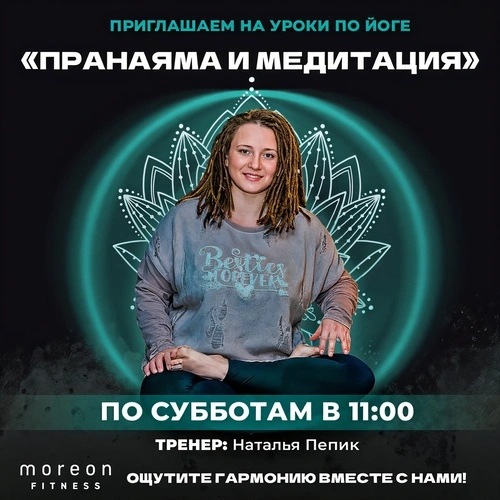 ПРИГЛАШАЕМ НА УРОКИ ПО ЙОГЕ
«ПРАНАЯМА И МЕДИТАЦИЯ»
Besties
FOREVER
ПО СУББОТАМ В 11:00
ТРЕНЕР: Наталья Пепик
moreon
FITNESS
ОЩУТИТЕ ГАРМОНИЮ ВМЕСТЕ С НАМИ!